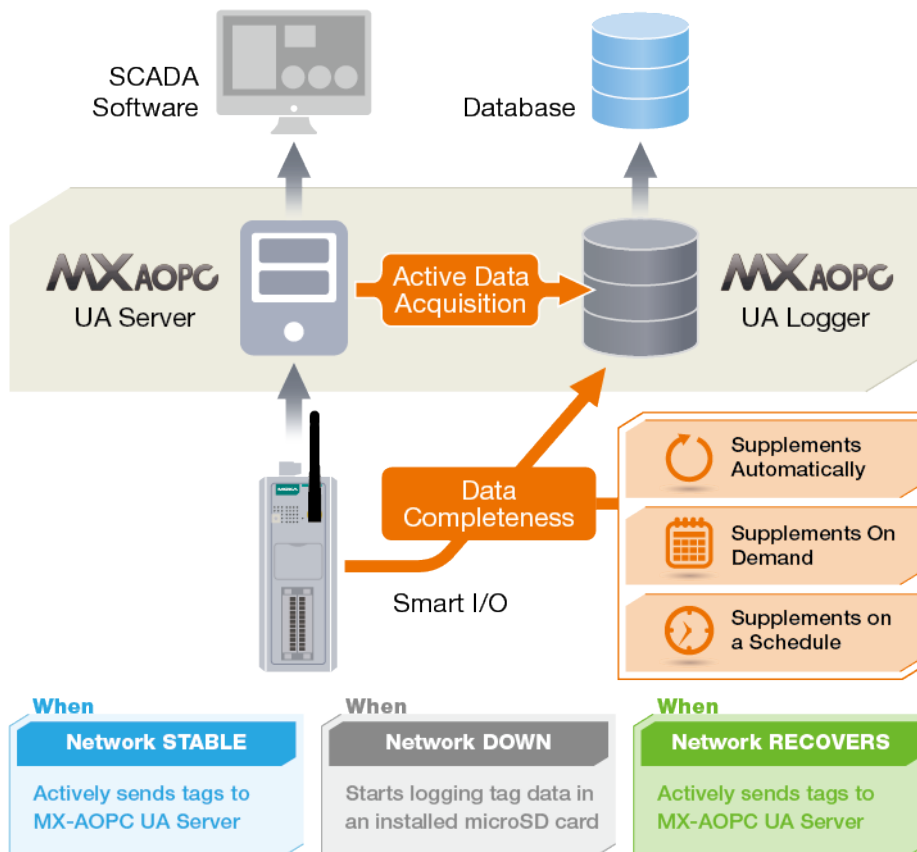 SCADA
Software
Database
MX AOPC
UA Server
Active Data
Acquisition
MX AOPC
UA Logger
MOXA
Data
Completeness
Smart I/O
Supplements
Automatically
Supplements On
Demand
Supplements on
a Schedule
When
Network STABLE
Actively sends tags to
MX-AOPC UA Server
When
Network DOWN
Starts logging tag data in
an installed microSD card
When
Network RECOVERS
Actively sends tags to
MX-AOPC UA Server